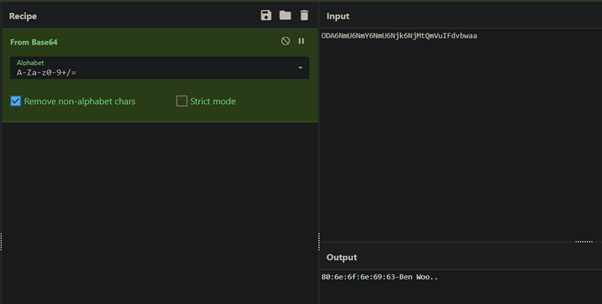 Recipe
From Base64
Alphabet
A-Za-z0-9+/=
Remove non-alphabet chars
Strict mode
Input
ODA6NmU6NmY6NmU6Njk6NjMtQmVuIFdvbwaa
Output
80:6e:6f:6e:69:63-Ben Woo..